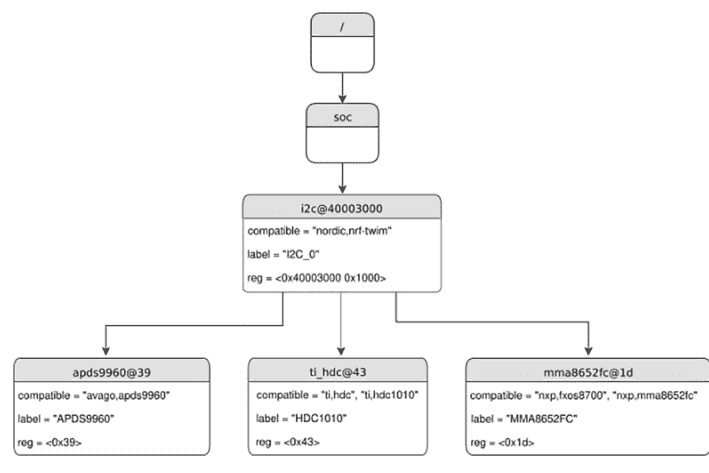 /
soc
i2c@40003000
compatible = "nordic,nrf-twim"
label = "I2C_0"
reg = <0x40003000 0x1000>
apds9960@39
compatible = "avago,apds9960"
label = "APDS9960"
reg = <0x39>
ti_hdc@43
compatible = "ti,hdc", "ti,hdc1010"
label = "HDC1010"
reg = <0x43>
mma8652fc@1d
compatible = "nxp,fxos8700", "nxp,mma8652fc"
label = "MMA8652FC"
reg = <0x1d>